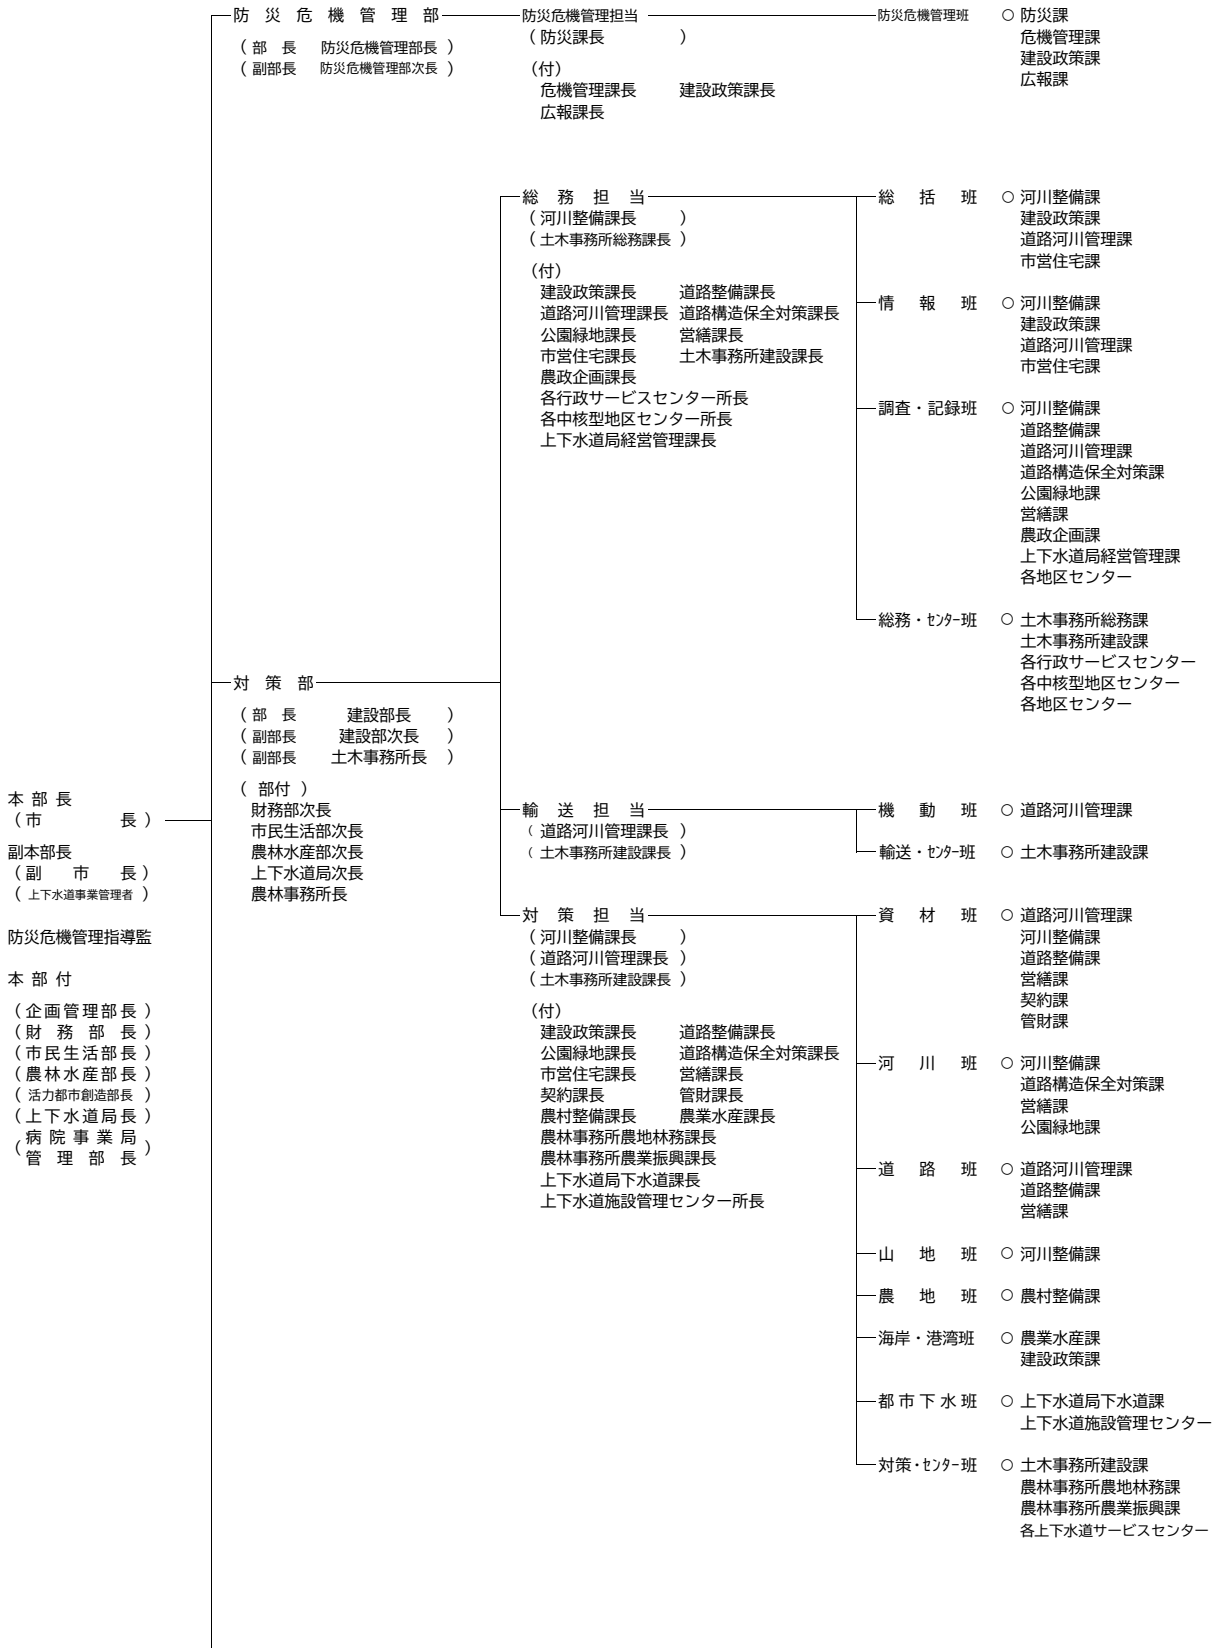 防災危機管理部
(部長 防災危機管理部長)
(副部長 防災危機管理部次長)
防災危機管理担当
(防災課長)
(付)
危機管理課長 建設政策課長
広報課長
防災危機管理班 ○ 防災課
危機管理課
建設政策課
広報課
総務担当
(河川整備課長)
(土木事務所総務課長)
(付)
建設政策課長 道路整備課長
道路河川管理課長 道路構造保全対策課長
公園緑地課長 営繕課長
市営住宅課長 土木事務所建設課長
農政企画課長
各行政サービスセンター所長
各中核型地区センター所長
上下水道局経営管理課長
総括班 ○ 河川整備課
建設政策課
道路河川管理課
市営住宅課
情報班 ○ 河川整備課
建設政策課
道路河川管理課
市営住宅課
調査・記録班 ○ 河川整備課
道路整備課
道路河川管理課
道路構造保全対策課
公園緑地課
営繕課
農政企画課
上下水道局経営管理課
各地区センター
総務・センター班 ○ 土木事務所総務課
土木事務所建設課
各行政サービスセンター
各中核型地区センター
各地区センター
対策部
(部長 建設部長)
(副部長 建設部次長)
(副部長 土木事務所長)
(部付)
財務部次長
市民生活部次長
農林水産部次長
上下水道局次長
農林事務所長
本部長
(市長)
副本部長
(副市長)
(上下水道事業管理者)
防災危機管理指導監
本部付
(企画管理部長)
(財務部長)
(市民生活部長)
(農林水産部長)
(活力都市創造部長)
(上下水道局長)
(病院事業局
管理部長)
輸送担当
(道路河川管理課長)
(土木事務所建設課長)
機動班 ○ 道路河川管理課
輸送・センター班 ○ 土木事務所建設課
対策担当
(河川整備課長)
(道路河川管理課長)
(土木事務所建設課長)
(付)
建設政策課長 道路整備課長
公園緑地課長 道路構造保全対策課長
市営住宅課長 営繕課長
契約課長 管財課長
農村整備課長 農業水産課長
農林事務所農地林務課長
農林事務所農業振興課長
上下水道局下水道課長
上下水道施設管理センター所長
資材班 ○ 道路河川管理課
河川整備課
道路整備課
営繕課
契約課
管財課
河川班 ○ 河川整備課
道路構造保全対策課
営繕課
公園緑地課
道路班 ○ 道路河川管理課
道路整備課
営繕課
山地班 ○ 河川整備課
農地班 ○ 農村整備課
海岸・港湾班 ○ 農業水産課
建設政策課
都市下水班 ○ 上下水道局下水道課
上下水道施設管理センター
対策・センター班 ○ 土木事務所建設課
農林事務所農地林務課
農林事務所農業振興課
各上下水道サービスセンター